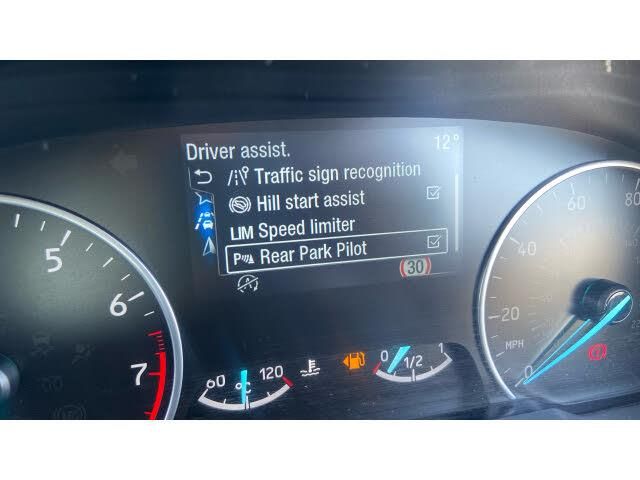 Driver assist. 12°
Traffic sign recognition
Hill start assist
LIM Speed limiter
P Rear Park Pilot
30
5
6
7
60
80
40
20
MPH
0
0 °C 120
0 1/2 1